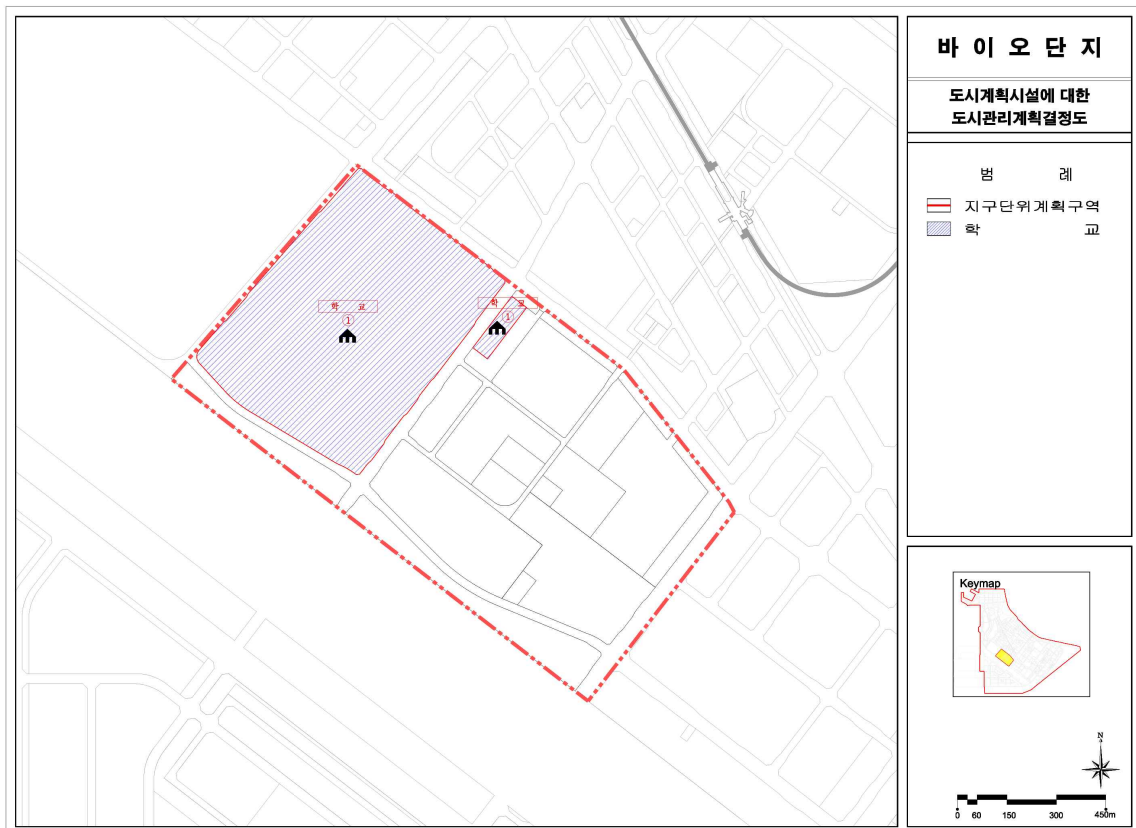 바 이 오 단 지
도시계획시설에 대한
도시관리계획결정도
범 례
지구단위계획구역
학 교
학 교
①
학 교
①
Keymap
N
0 60 150 300 450m